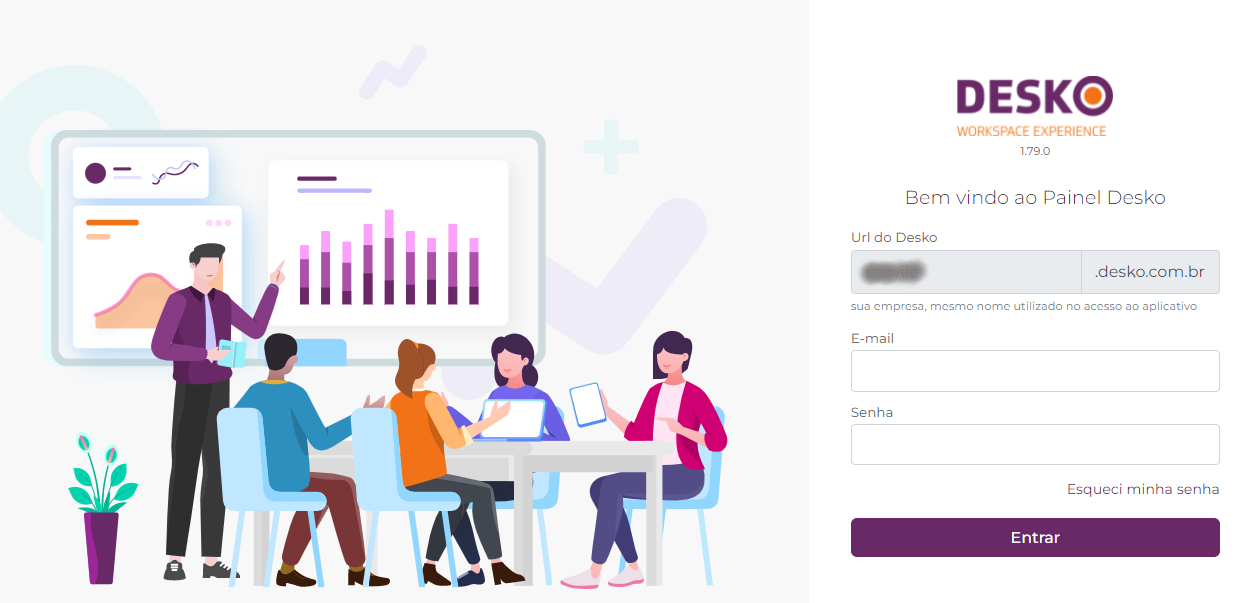 DESKO
WORKSPACE EXPERIENCE
1.79.0
Bem vindo ao Painel Desko
Url do Desko
.desko.com.br
sua empresa, mesmo nome utilizado no acesso ao aplicativo
E-mail
Senha
Esqueci minha senha
Entrar